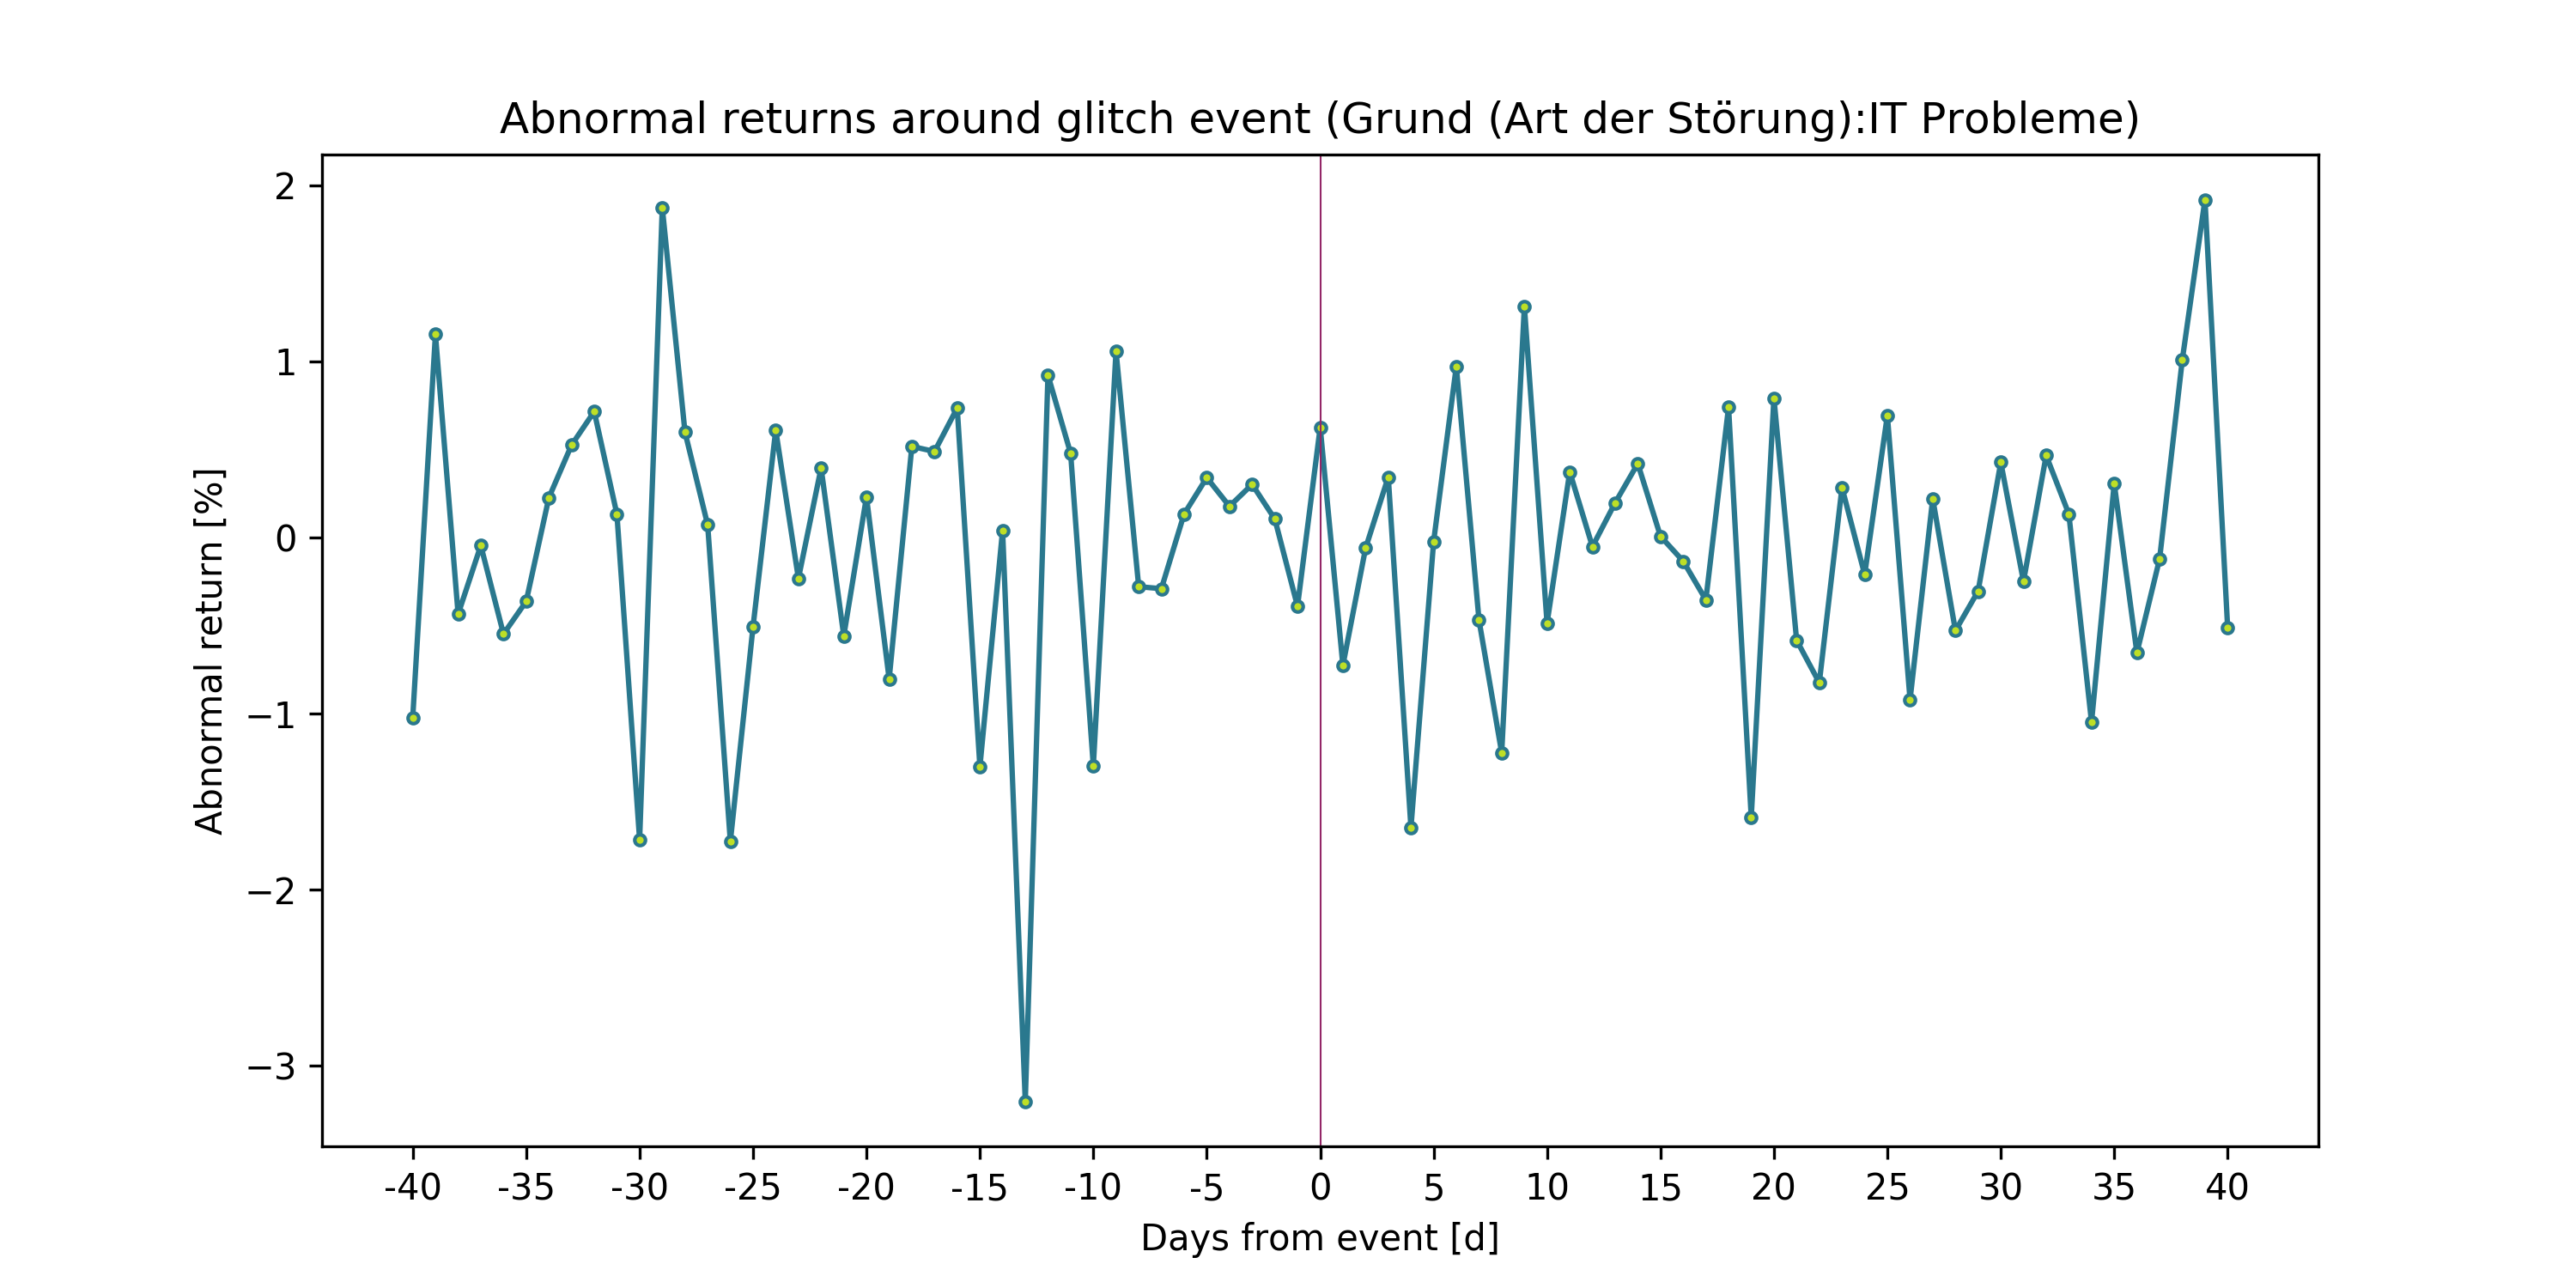 Abnormal returns around glitch event (Grund (Art der Störung):IT Probleme)
2
1
0
−1
−2
−3
Abnormal return [%]
-40 -35 -30 -25 -20 -15 -10 -5 0 5 10 15 20 25 30 35 40
Days from event [d]